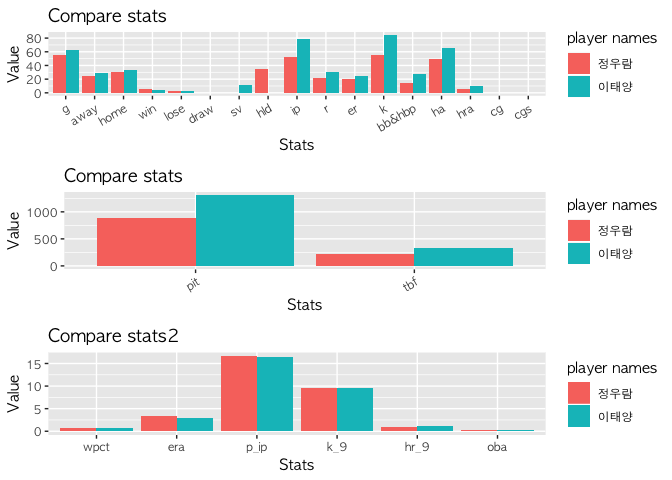 Compare stats
Value
80
60
40
20
0
g away home win lose draw sv hld ip r er k bb&hbp ha hra cg cgs
Stats
player names
정우람
이태양
Compare stats
Value
1000
500
0
pit tbf
Stats
player names
정우람
이태양
Compare stats2
Value
15
10
5
0
wpct era p_ip k_9 hr_9 oba
Stats
player names
정우람
이태양